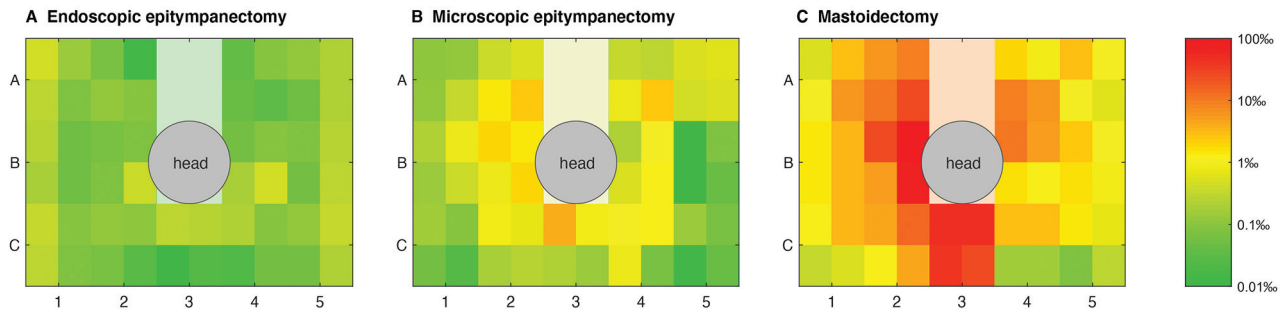 A Endoscopic epitympanectomy
A
B
C
head
1 2 3 4 5
B Microscopic epitympanectomy
A
B
C
head
1 2 3 4 5
C Mastoidectomy
A
B
C
head
1 2 3 4 5
100‰
10‰
1‰
0.1‰
0.01‰